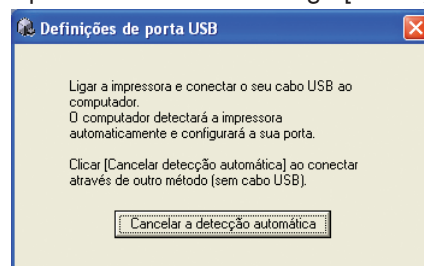 Definições de porta USB
Ligar a impressora e conectar o seu cabo USB ao
computador.
O computador detectará a impressora
automaticamente e configurará a sua porta.
Clicar [Cancelar detecção automática] ao conectar
através de outro método (sem cabo USB).
Cancelar a detecção automática